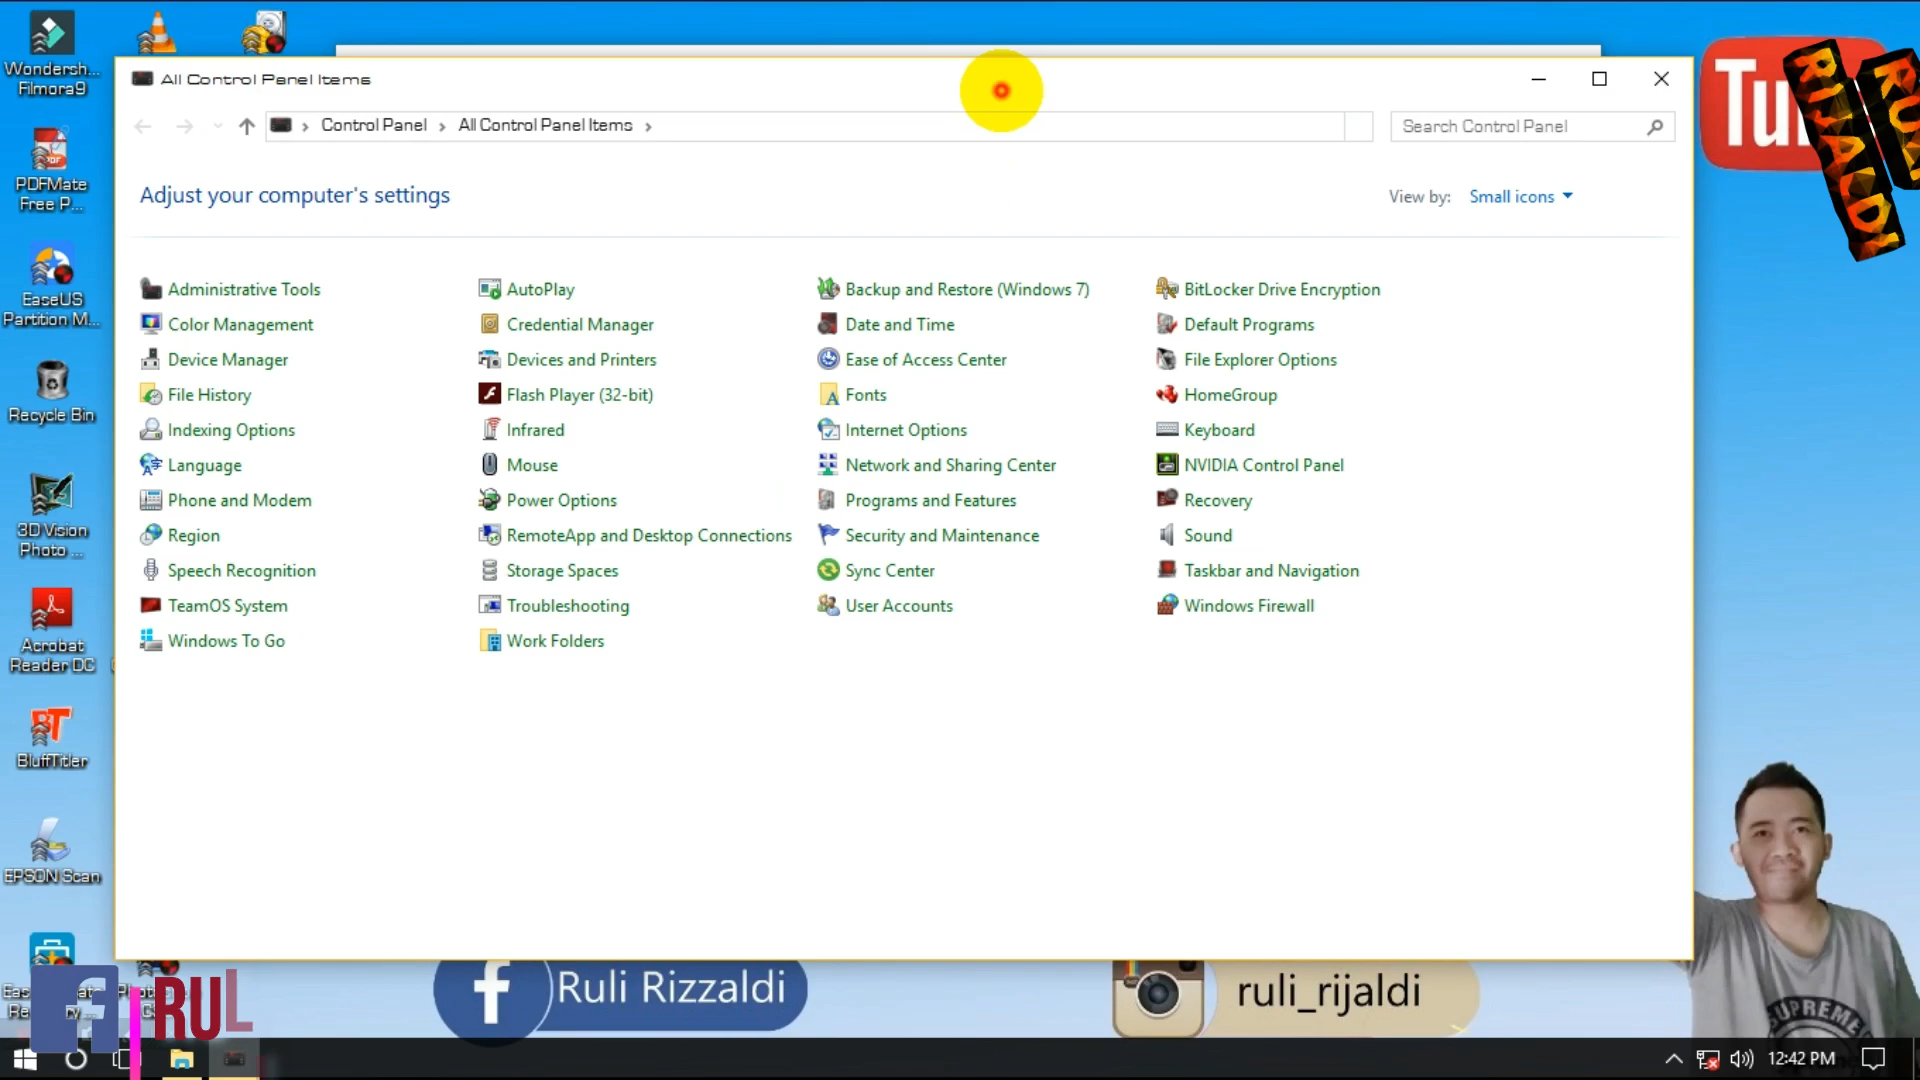 Wondersh...
Filmora9
PDFMate
Free P...
EaseUS
Partition M...
Recycle Bin
3D Vision
Photo ...
Acrobat
Reader DC
BluffTitler
EPSON Scan
All Control Panel Items
Control Panel
All Control Panel Items
Search Control Panel
Adjust your computer's settings
View by: Small icons
Administrative Tools
AutoPlay
Backup and Restore (Windows 7)
BitLocker Drive Encryption
Color Management
Credential Manager
Date and Time
Default Programs
Device Manager
Devices and Printers
Ease of Access Center
File Explorer Options
File History
Flash Player (32-bit)
Fonts
HomeGroup
Indexing Options
Infrared
Internet Options
Keyboard
Language
Mouse
Network and Sharing Center
NVIDIA Control Panel
Phone and Modem
Power Options
Programs and Features
Recovery
Region
RemoteApp and Desktop Connections
Security and Maintenance
Sound
Speech Recognition
Storage Spaces
Sync Center
Taskbar and Navigation
TeamOS System
Troubleshooting
User Accounts
Windows Firewall
Windows To Go
Work Folders
Tu
RIJADI
RU
RUL
Ruli Rizzaldi
ruli_rijaldi
SUPREME
12:42 PM